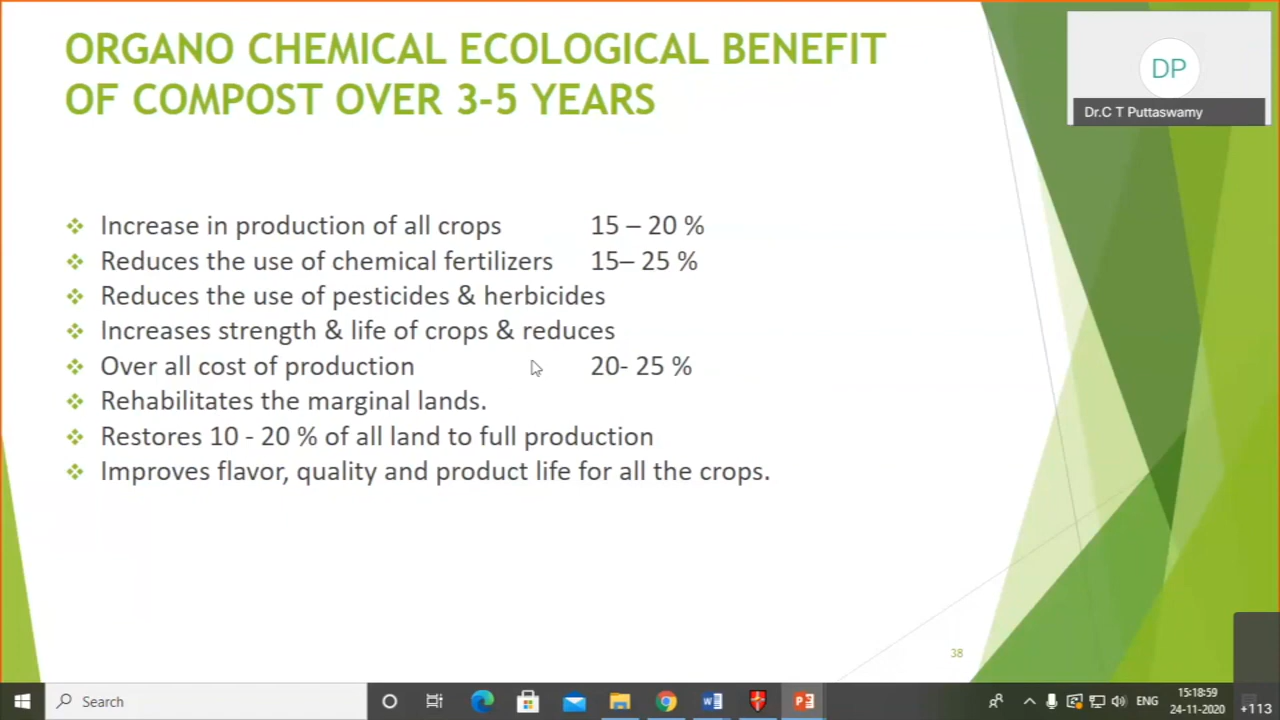 ORGANO CHEMICAL ECOLOGICAL BENEFIT
OF COMPOST OVER 3-5 YEARS
DP
Dr.C T Puttaswamy
Increase in production of all crops 15 – 20 %
Reduces the use of chemical fertilizers 15– 25 %
Reduces the use of pesticides & herbicides
Increases strength & life of crops & reduces
Over all cost of production 20- 25 %
Rehabilitates the marginal lands.
Restores 10 - 20 % of all land to full production
Improves flavor, quality and product life for all the crops.
38
Search
ENG
15:18:59
24-11-2020
+113